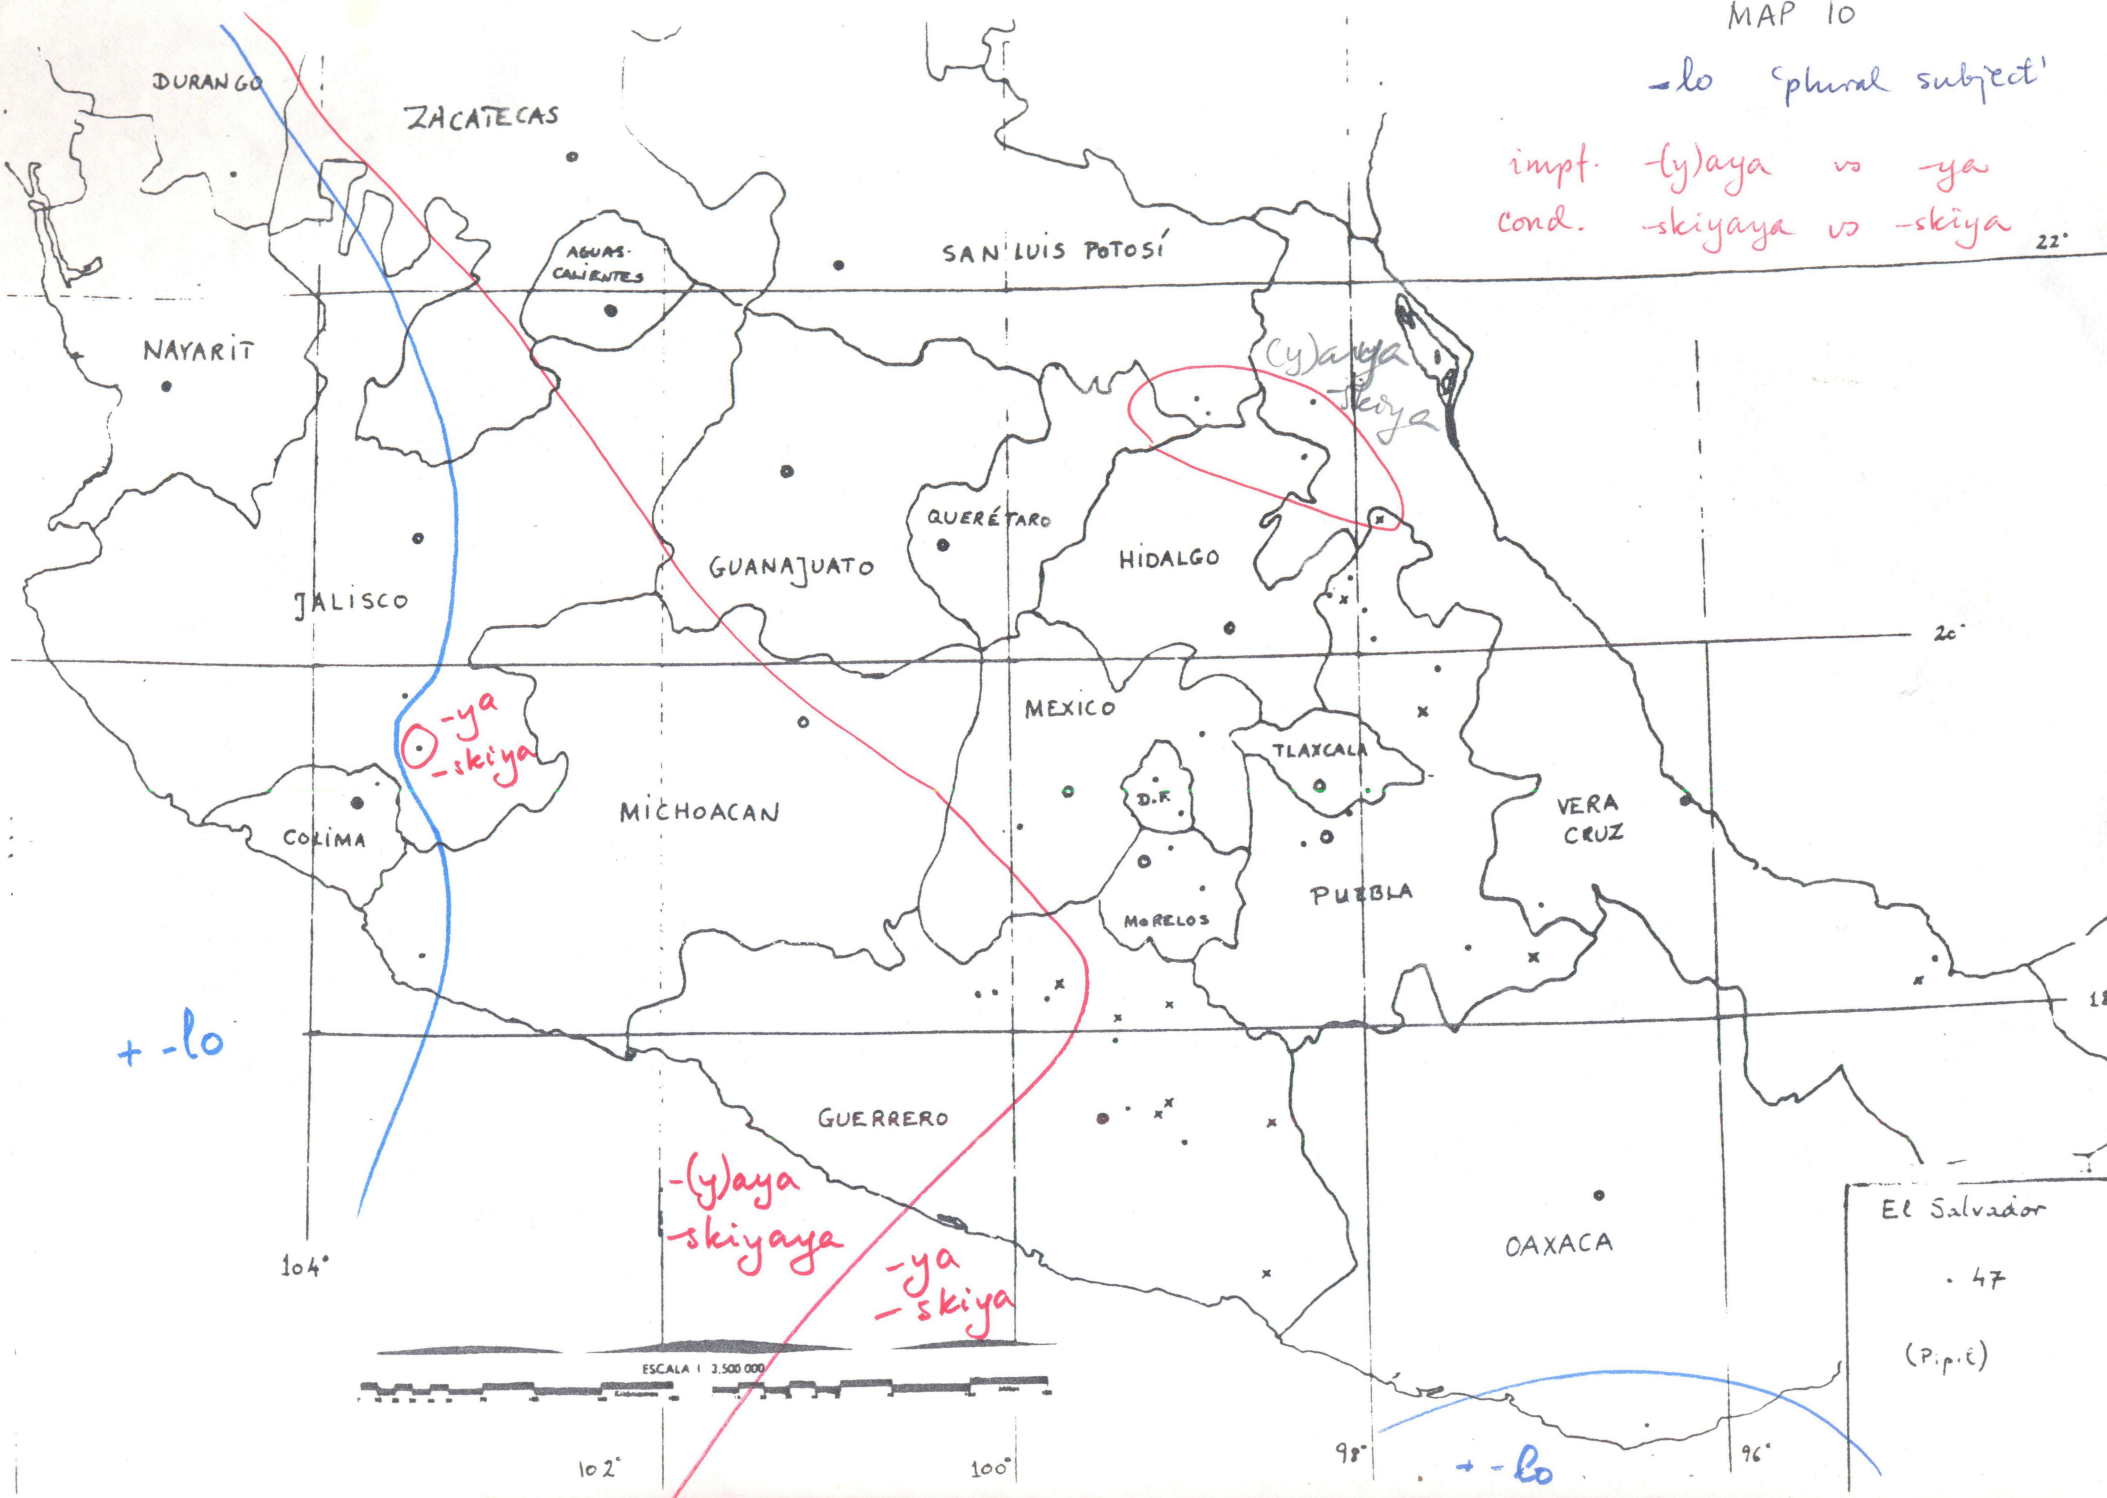 MAP 10
-lo 'plural subject'
impf. -(y)aya vs -ya
cond. -skiyaya vs -skiya
22°
DURANGO
ZACATECAS
AGUAS-
CALIENTES
SAN LUIS POTOSÍ
NAYARIT
(y)aya
-skiya
QUERÉTARO
GUANAJUATO
HIDALGO
JALISCO
20°
-ya
-skiya
MEXICO
TLAXCALA
D.F.
MICHOACAN
COLIMA
VERA
CRUZ
PUEBLA
MORELOS
18
+ -lo
GUERRERO
-(y)aya
-skiyaya
-ya
-skiya
OAXACA
El Salvador
. 47
(Pipil)
104°
ESCALA 1 3,500 000
102°
100°
98°
96°
+ -lo